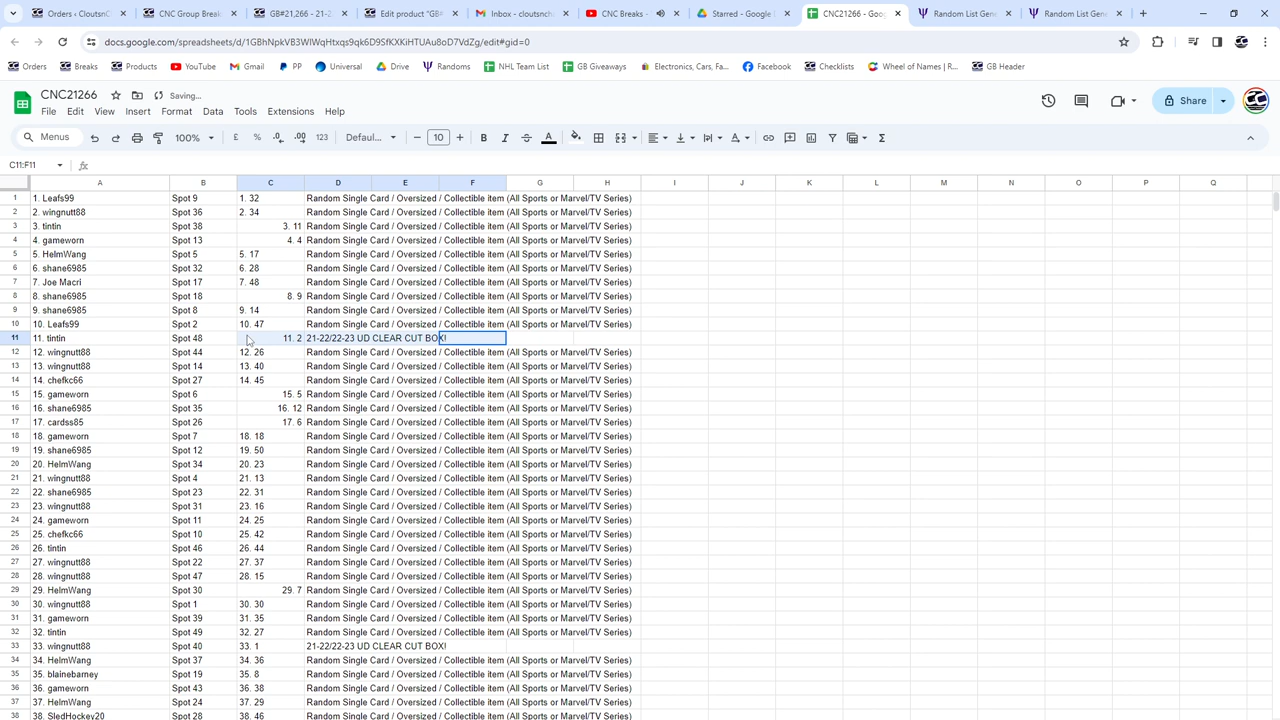 Orders ‹ CloutsnC
CNC Group Break
GB#21,266 - 21-2
Edit product "GB
Inbox - cloutsnch
CNC Breaks -
Starred - Google
CNC21266 - Goo
Random List Gene
Random List Gene
docs.google.com/spreadsheets/d/1GBhNpkVB3WlWqHtxqs9qk6D9SfKXKiHTUAu8oD7VdZg/edit#gid=0
Orders Breaks Products YouTube Gmail PP Universal Drive Randoms NHL Team List GB Giveaways Electronics, Cars, Fa... Facebook Checklists Wheel of Names | R... GB Header
CNC21266 Saving...
File Edit View Insert Format Data Tools Extensions Help
Share
Menus 100% £ % .0 .00 123 Defaul... 10 B I A
C11:F11
A B C D E F G H I J K L M N O P Q
1 1. Leafs99 Spot 9 1. 32 Random Single Card / Oversized / Collectible item (All Sports or Marvel/TV Series)
2 2. wingnutt88 Spot 36 2. 34 Random Single Card / Oversized / Collectible item (All Sports or Marvel/TV Series)
3 3. tintin Spot 38 3. 11 Random Single Card / Oversized / Collectible item (All Sports or Marvel/TV Series)
4 4. gameworn Spot 13 4. 4 Random Single Card / Oversized / Collectible item (All Sports or Marvel/TV Series)
5 5. HelmWang Spot 5 5. 17 Random Single Card / Oversized / Collectible item (All Sports or Marvel/TV Series)
6 6. shane6985 Spot 32 6. 28 Random Single Card / Oversized / Collectible item (All Sports or Marvel/TV Series)
7 7. Joe Macri Spot 17 7. 48 Random Single Card / Oversized / Collectible item (All Sports or Marvel/TV Series)
8 8. shane6985 Spot 18 8. 9 Random Single Card / Oversized / Collectible item (All Sports or Marvel/TV Series)
9 9. shane6985 Spot 8 9. 14 Random Single Card / Oversized / Collectible item (All Sports or Marvel/TV Series)
10 10. Leafs99 Spot 2 10. 47 Random Single Card / Oversized / Collectible item (All Sports or Marvel/TV Series)
11 11. tintin Spot 48 11. 2 21-22/22-23 UD CLEAR CUT BOX!
12 12. wingnutt88 Spot 44 12. 26 Random Single Card / Oversized / Collectible item (All Sports or Marvel/TV Series)
13 13. wingnutt88 Spot 14 13. 40 Random Single Card / Oversized / Collectible item (All Sports or Marvel/TV Series)
14 14. chefkc66 Spot 27 14. 45 Random Single Card / Oversized / Collectible item (All Sports or Marvel/TV Series)
15 15. gameworn Spot 6 15. 5 Random Single Card / Oversized / Collectible item (All Sports or Marvel/TV Series)
16 16. shane6985 Spot 35 16. 12 Random Single Card / Oversized / Collectible item (All Sports or Marvel/TV Series)
17 17. cardss85 Spot 26 17. 6 Random Single Card / Oversized / Collectible item (All Sports or Marvel/TV Series)
18 18. gameworn Spot 7 18. 18 Random Single Card / Oversized / Collectible item (All Sports or Marvel/TV Series)
19 19. shane6985 Spot 12 19. 50 Random Single Card / Oversized / Collectible item (All Sports or Marvel/TV Series)
20 20. HelmWang Spot 34 20. 23 Random Single Card / Oversized / Collectible item (All Sports or Marvel/TV Series)
21 21. wingnutt88 Spot 4 21. 13 Random Single Card / Oversized / Collectible item (All Sports or Marvel/TV Series)
22 22. shane6985 Spot 23 22. 31 Random Single Card / Oversized / Collectible item (All Sports or Marvel/TV Series)
23 23. wingnutt88 Spot 31 23. 16 Random Single Card / Oversized / Collectible item (All Sports or Marvel/TV Series)
24 24. gameworn Spot 11 24. 25 Random Single Card / Oversized / Collectible item (All Sports or Marvel/TV Series)
25 25. chefkc66 Spot 10 25. 42 Random Single Card / Oversized / Collectible item (All Sports or Marvel/TV Series)
26 26. tintin Spot 46 26. 44 Random Single Card / Oversized / Collectible item (All Sports or Marvel/TV Series)
27 27. wingnutt88 Spot 22 27. 37 Random Single Card / Oversized / Collectible item (All Sports or Marvel/TV Series)
28 28. wingnutt88 Spot 47 28. 15 Random Single Card / Oversized / Collectible item (All Sports or Marvel/TV Series)
29 29. HelmWang Spot 30 29. 7 Random Single Card / Oversized / Collectible item (All Sports or Marvel/TV Series)
30 30. wingnutt88 Spot 1 30. 30 Random Single Card / Oversized / Collectible item (All Sports or Marvel/TV Series)
31 31. gameworn Spot 39 31. 35 Random Single Card / Oversized / Collectible item (All Sports or Marvel/TV Series)
32 32. tintin Spot 49 32. 27 Random Single Card / Oversized / Collectible item (All Sports or Marvel/TV Series)
33 33. wingnutt88 Spot 40 33. 1 21-22/22-23 UD CLEAR CUT BOX!
34 34. HelmWang Spot 37 34. 36 Random Single Card / Oversized / Collectible item (All Sports or Marvel/TV Series)
35 35. blainebarney Spot 19 35. 8 Random Single Card / Oversized / Collectible item (All Sports or Marvel/TV Series)
36 36. gameworn Spot 43 36. 38 Random Single Card / Oversized / Collectible item (All Sports or Marvel/TV Series)
37 37. HelmWang Spot 24 37. 29 Random Single Card / Oversized / Collectible item (All Sports or Marvel/TV Series)
38 38. SledHockey20 Spot 28 38. 46 Random Single Card / Oversized / Collectible item (All Sports or Marvel/TV Series)